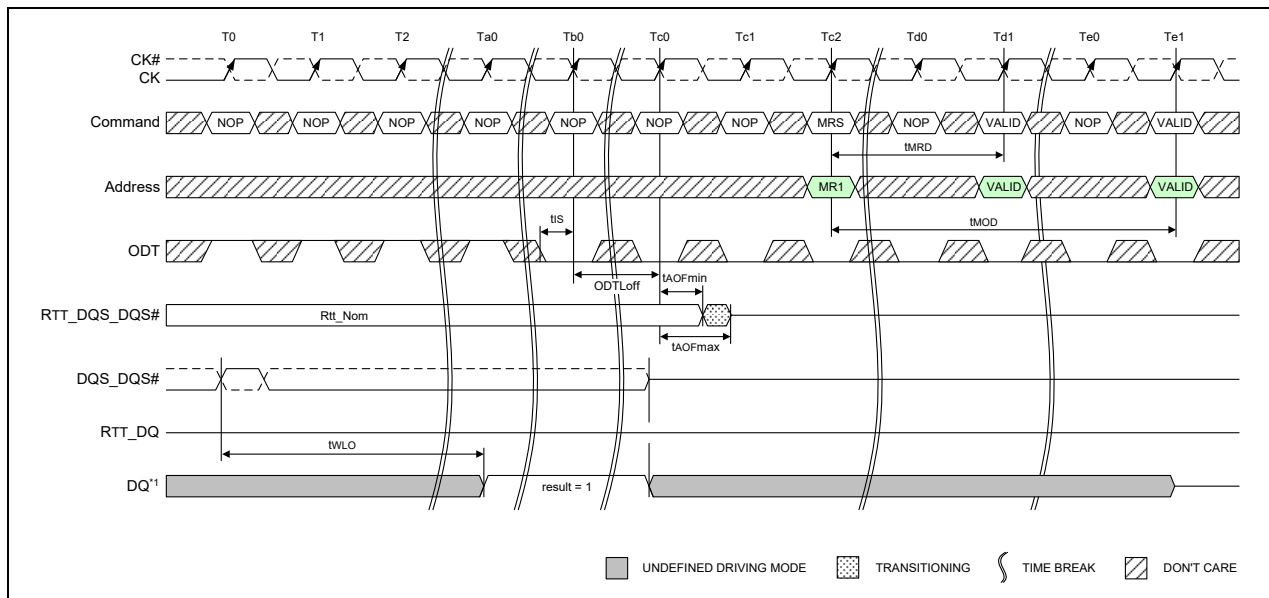 T0 T1 T2 Ta0 Tb0 Tc0 Tc1 Tc2 Td0 Td1 Te0 Te1
CK#
CK
Command NOP NOP NOP NOP NOP NOP NOP MRS NOP VALID NOP VALID
tMRD
Address MR1 VALID VALID
tIS
tMOD
ODT
tAOFmin
ODTLoff
RTT_DQS_DQS# Rtt_Nom
tAOFmax
DQS_DQS#
RTT_DQ
tWLO
DQ*1 result = 1
UNDEFINED DRIVING MODE TRANSITIONING TIME BREAK DON'T CARE